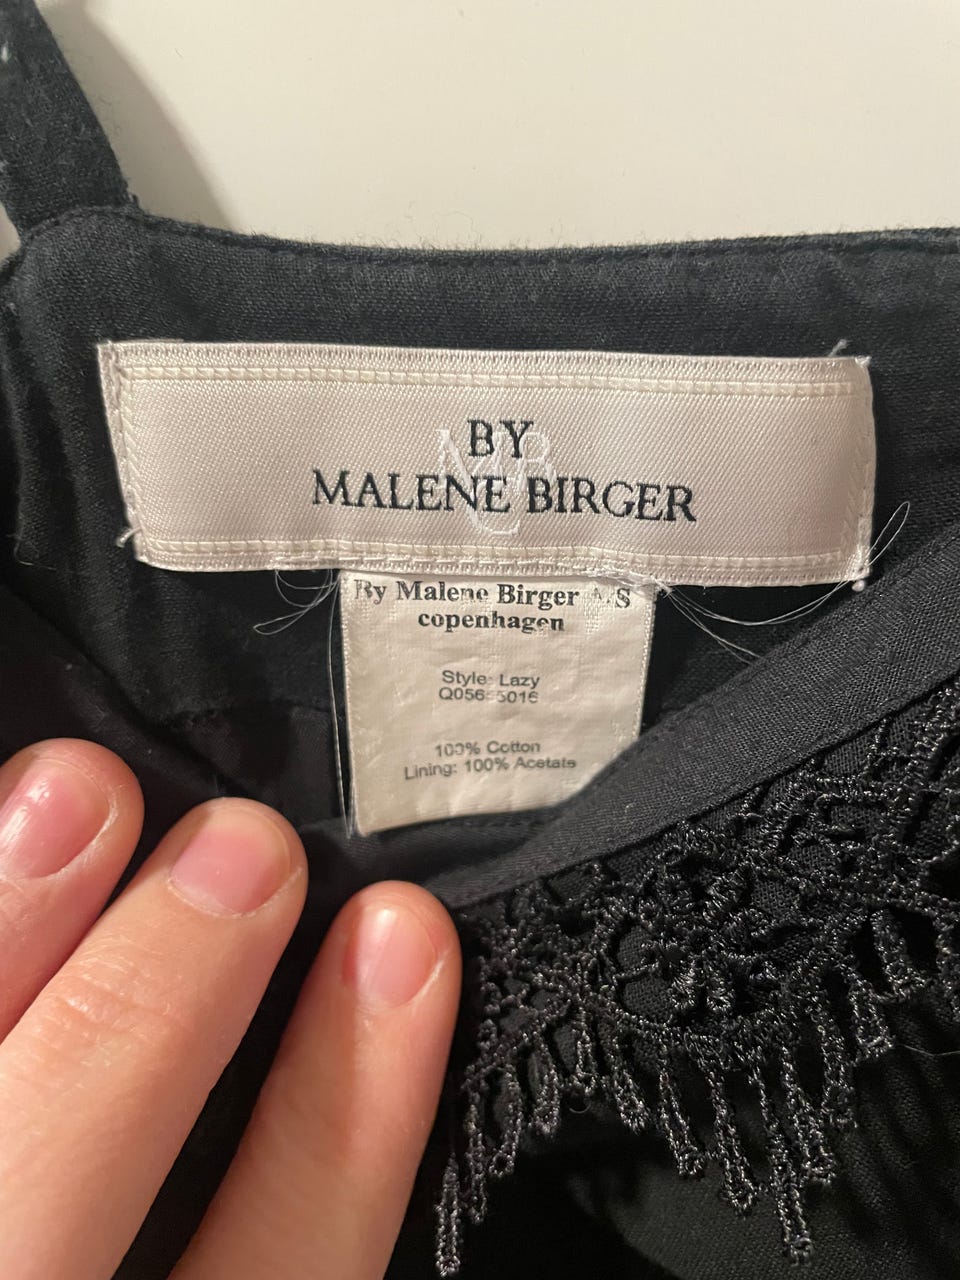 BY
MALENE BIRGER
By Malene Birger A/S
copenhagen
Style: Lazy
100% Cotton
Lining: 100% Acetate